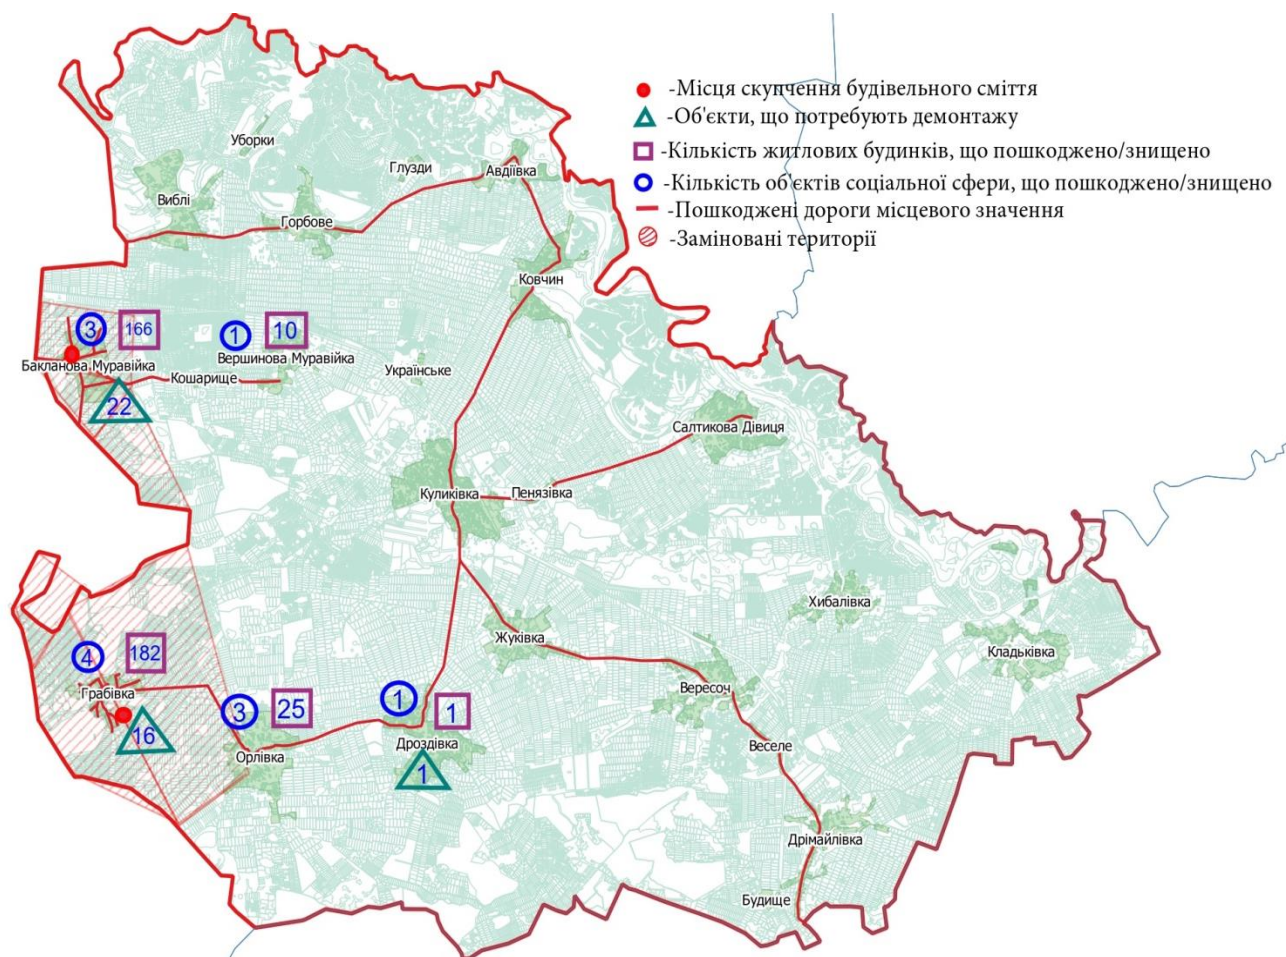 -Місця скупчення будівельного сміття
-Об'єкти, що потребують демонтажу
-Кількість житлових будинків, що пошкоджено/знищено
-Кількість об'єктів соціальної сфери, що пошкоджено/знищено
-Пошкоджені дороги місцевого значення
-Заміновані території
Уборки
Глузди
Авдіївка
Виблі
Горбове
Ковчин
3
166
1
10
Бакланова Муравійка
Вершинова Муравійка
Кошарище
Українське
22
Салтикова Дівиця
Куликівка
Пенязівка
Хибалівка
Жуківка
Кладьківка
4
182
Грабівка
Вересоч
3
25
1
1
16
Орлівка
Дроздівка
Веселе
1
Дрімайлівка
Будище